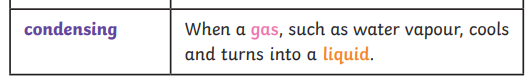 condensing
When a gas, such as water vapour, cools
and turns into a liquid.